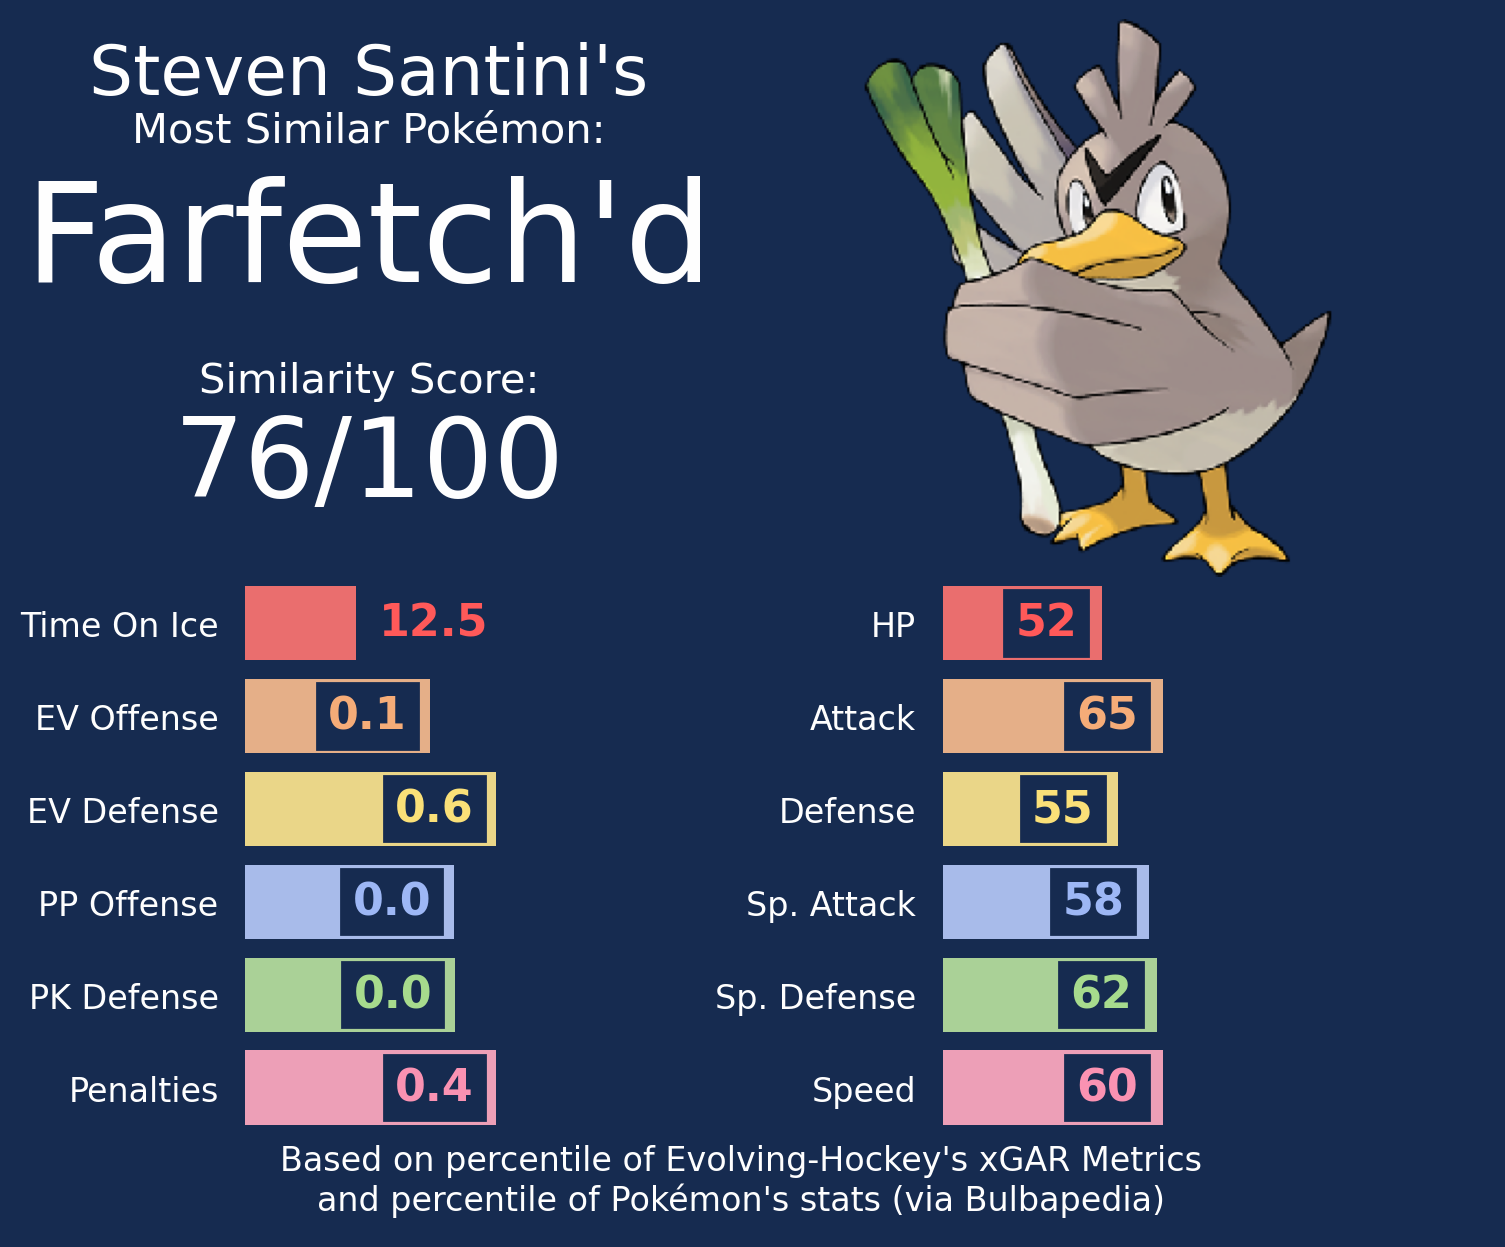 Steven Santini's
Most Similar Pokémon:
Farfetch'd
Similarity Score:
76/100
Time On Ice 12.5
EV Offense 0.1
EV Defense 0.6
PP Offense 0.0
PK Defense 0.0
Penalties 0.4
HP 52
Attack 65
Defense 55
Sp. Attack 58
Sp. Defense 62
Speed 60
Based on percentile of Evolving-Hockey's xGAR Metrics
and percentile of Pokémon's stats (via Bulbapedia)